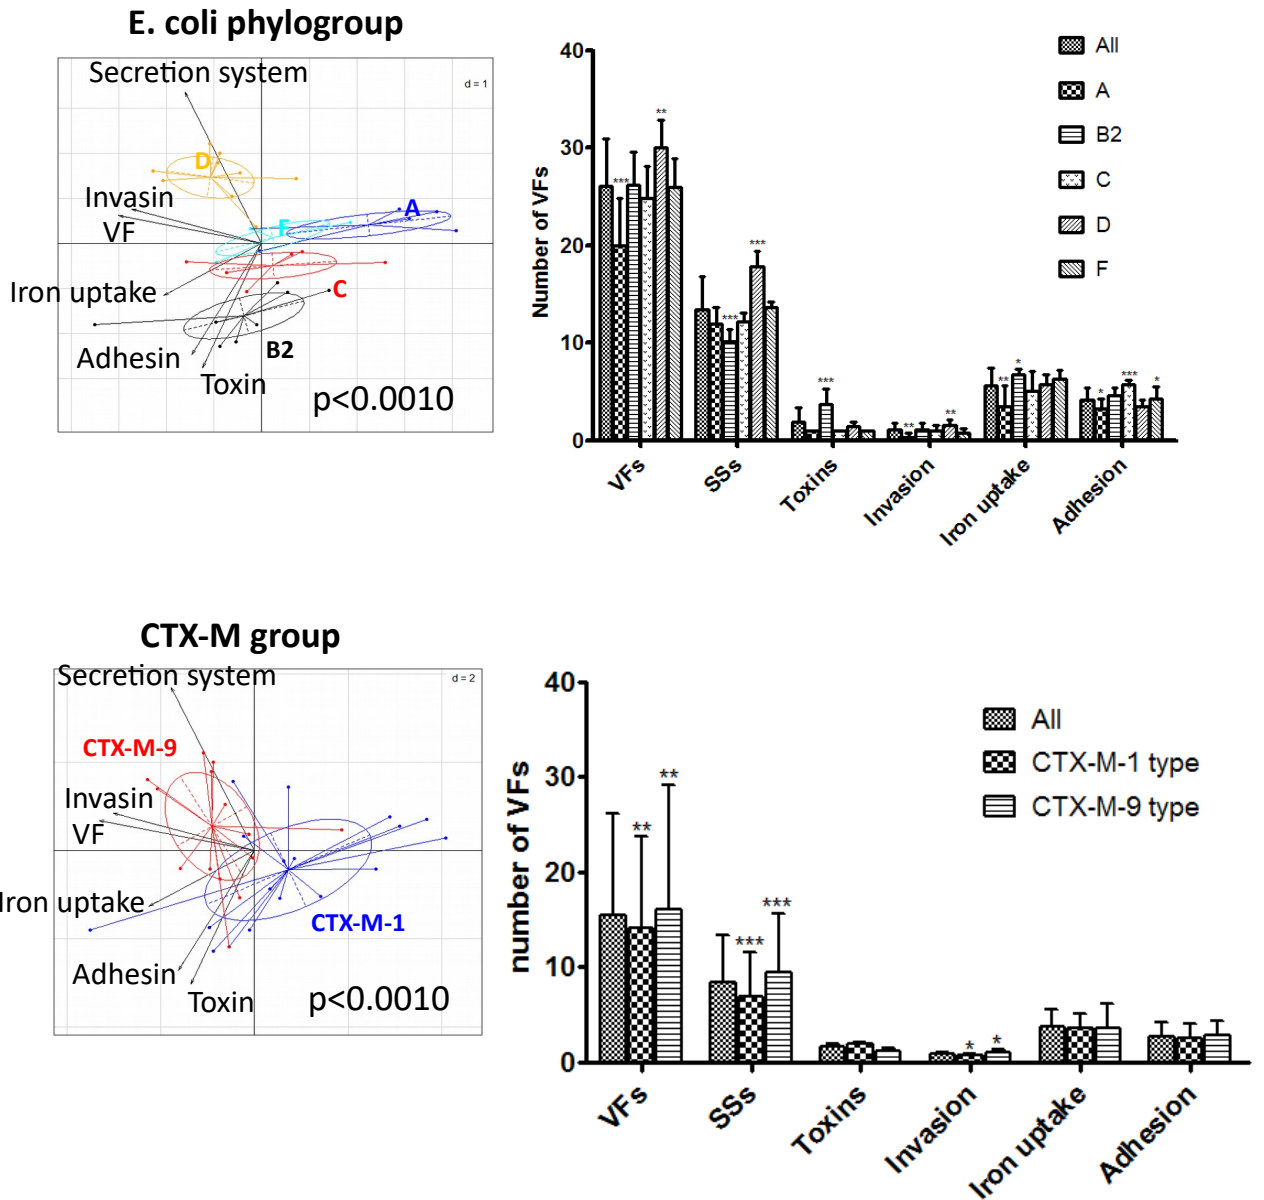 E. coli phylogroup
Secretion system
d = 1
D
Invasin
VF
A
F
Iron uptake
C
Adhesin
B2
Toxin
p<0.0010
Number of VFs
40
30
20
10
0
**
***
***
***
***
**
**
**
*
*
***
*
VFs
SSs
Toxins
Invasion
Iron uptake
Adhesion
All
A
B2
C
D
F
CTX-M group
Secretion system
d = 2
CTX-M-9
Invasin
VF
Iron uptake
CTX-M-1
Adhesin
Toxin
p<0.0010
number of VFs
40
30
20
10
0
**
**
***
***
*
*
VFs
SSs
Toxins
Invasion
Iron uptake
Adhesion
All
CTX-M-1 type
CTX-M-9 type